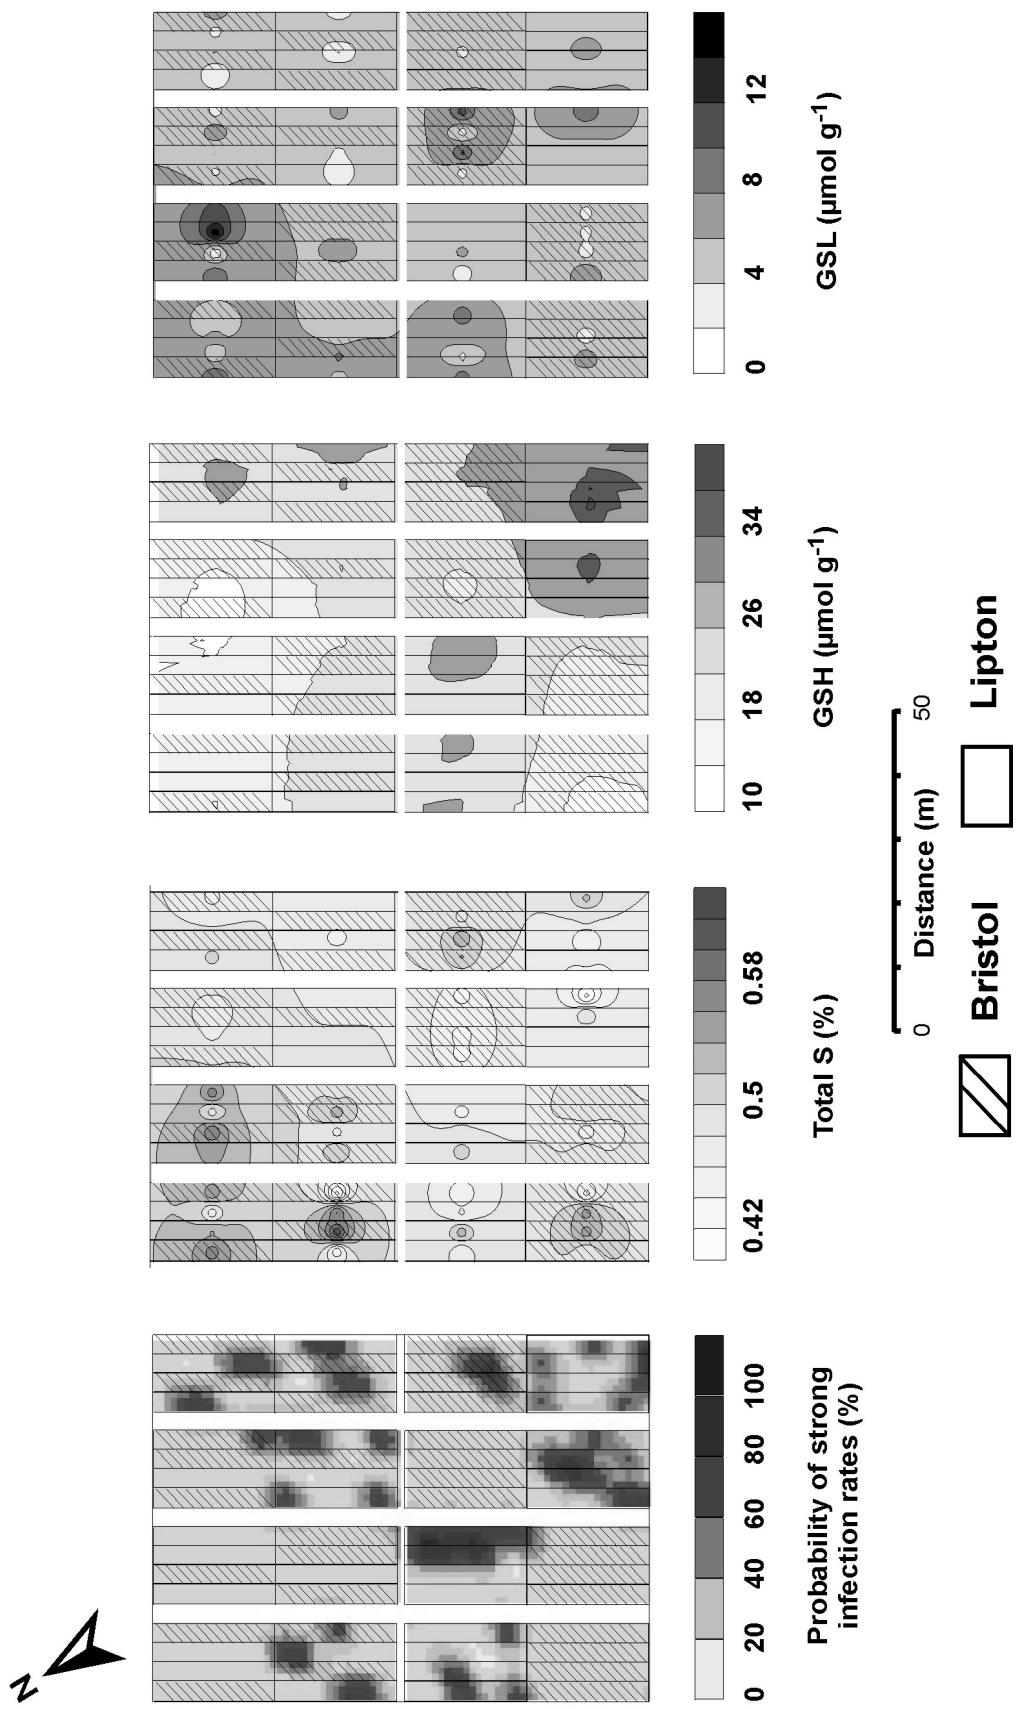 N
0 20 40 60 80 100
Probability of strong
infection rates (%)
0.42 0.5 0.58
Total S (%)
10 18 26 34
GSH (µmol g⁻¹)
0 4 8 12
GSL (µmol g⁻¹)
0 50
Distance (m)
Bristol Lipton